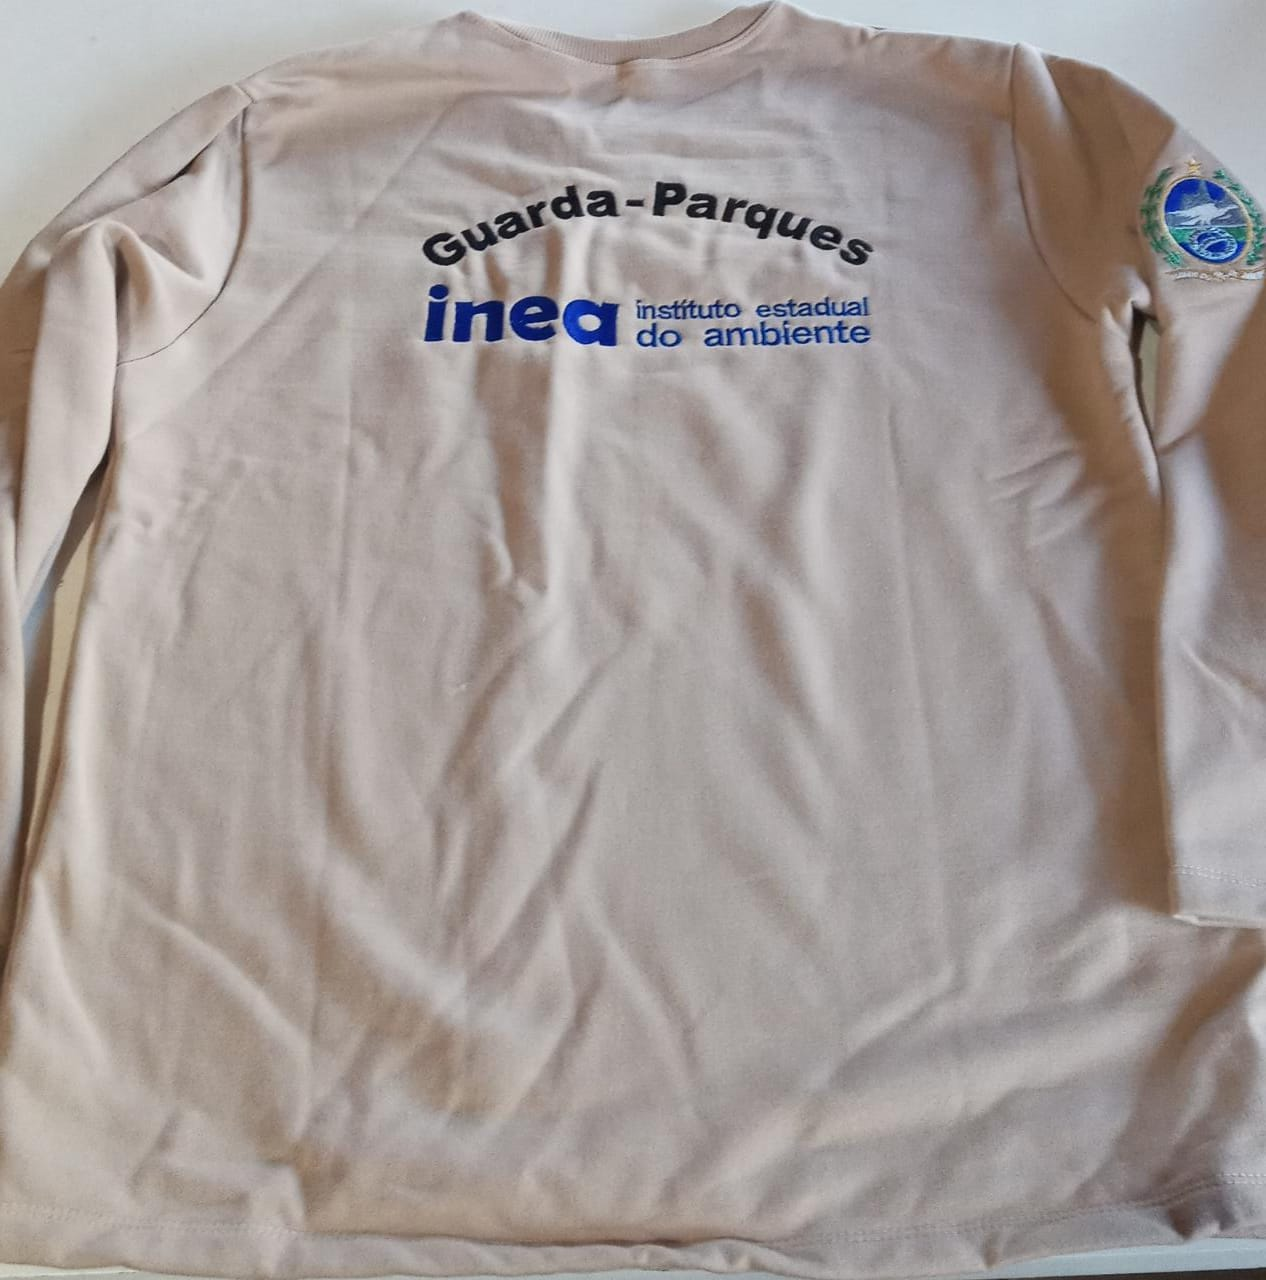 Guarda-Parques
inea instituto estadual
do ambiente